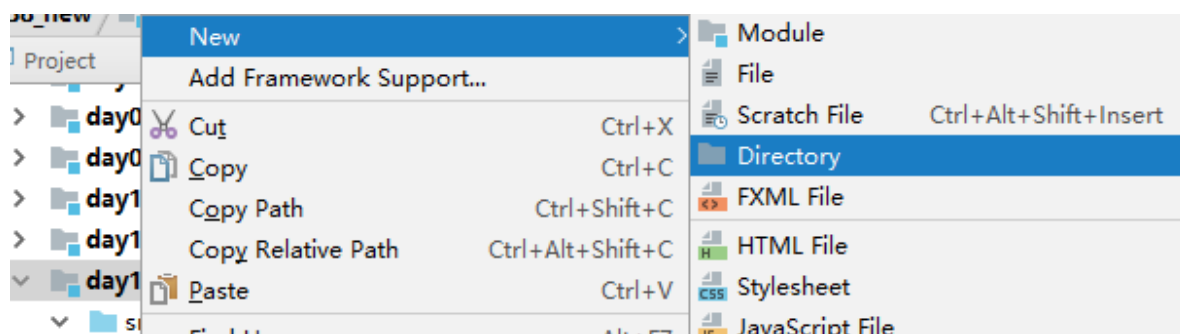 Project
day0
day0
day1
day1
day1
New
Add Framework Support...
Cut Ctrl+X
Copy Ctrl+C
Copy Path Ctrl+Shift+C
Copy Relative Path Ctrl+Alt+Shift+C
Paste Ctrl+V
Module
File
Scratch File Ctrl+Alt+Shift+Insert
Directory
FXML File
HTML File
Stylesheet
JavaScript File